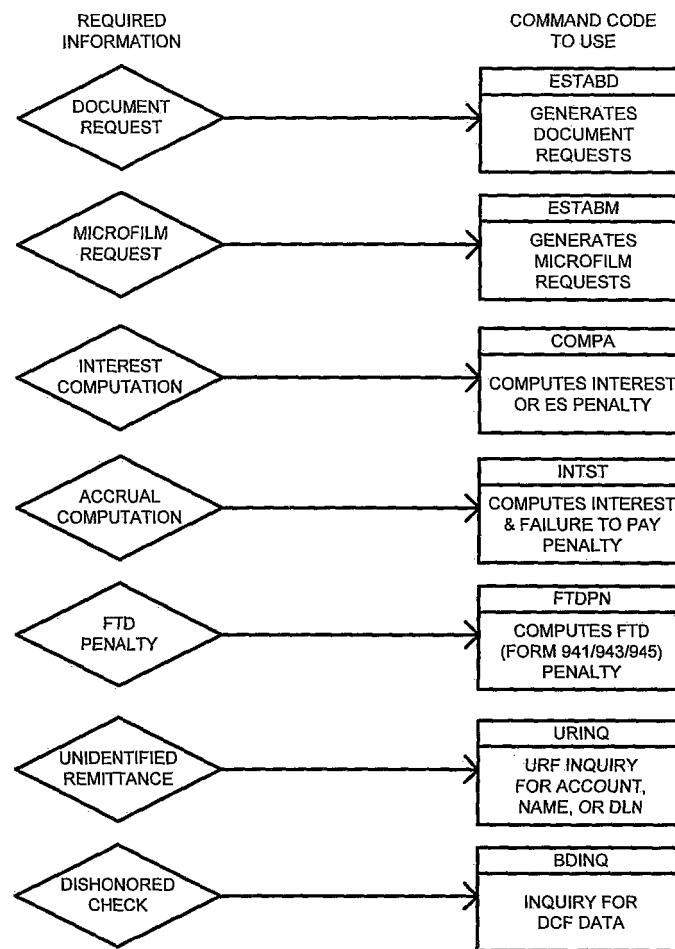 REQUIRED
INFORMATION
COMMAND CODE
TO USE
DOCUMENT
REQUEST
ESTABD
GENERATES
DOCUMENT
REQUESTS
MICROFILM
REQUEST
ESTABM
GENERATES
MICROFILM
REQUESTS
INTEREST
COMPUTATION
COMPA
COMPUTES INTEREST
OR ES PENALTY
ACCRUAL
COMPUTATION
INTST
COMPUTES INTEREST
& FAILURE TO PAY
PENALTY
FTD
PENALTY
FTDPN
COMPUTES FTD
(FORM 941/943/945)
PENALTY
UNIDENTIFIED
REMITTANCE
URINQ
URF INQUIRY
FOR ACCOUNT,
NAME, OR DLN
DISHONORED
CHECK
BDINQ
INQUIRY FOR
DCF DATA